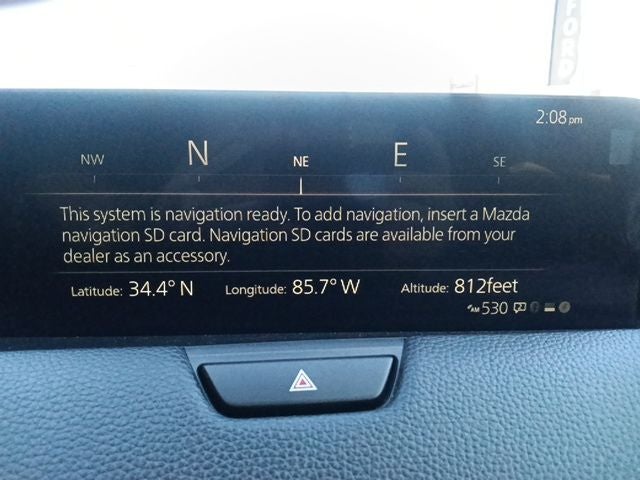 FORD
2:08 pm
NW N NE E SE
This system is navigation ready. To add navigation, insert a Mazda
navigation SD card. Navigation SD cards are available from your
dealer as an accessory.
Latitude: 34.4° N Longitude: 85.7° W Altitude: 812feet
AM 530